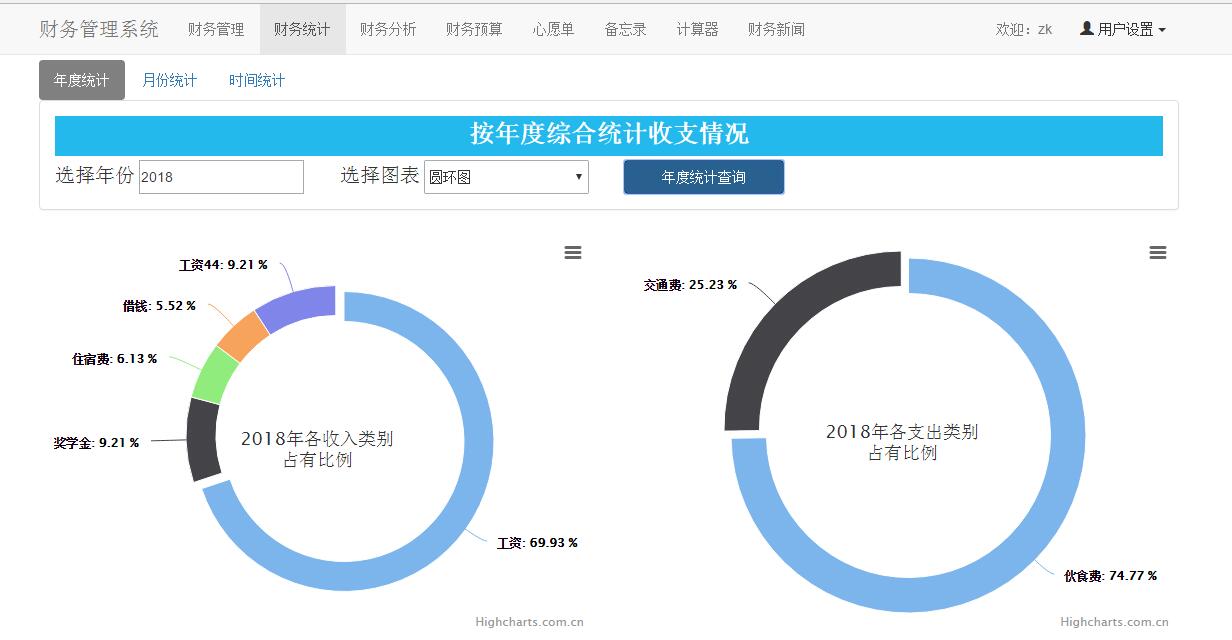 财务管理系统 财务管理 财务统计 财务分析 财务预算 心愿单 备忘录 计算器 财务新闻 欢迎：zk 用户设置
年度统计 月份统计 时间统计
按年度综合统计收支情况
选择年份 2018 选择图表 圆环图 年度统计查询
工资44: 9.21 %
借钱: 5.52 %
住宿费: 6.13 %
奖学金: 9.21 %
2018年各收入类别
占有比例
工资: 69.93 %
Highcharts.com.cn
交通费: 25.23 %
2018年各支出类别
占有比例
伙食费: 74.77 %
Highcharts.com.cn